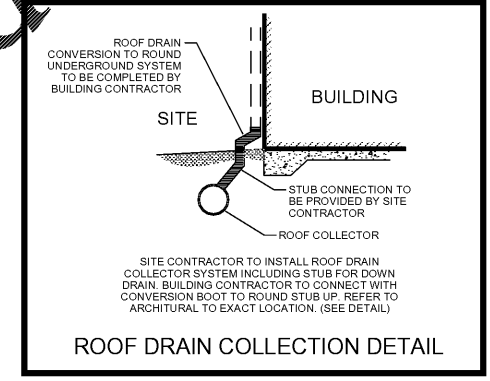 ROOF DRAIN
CONVERSION TO ROUND
UNDERGROUND SYSTEM
TO BE COMPLETED BY
BUILDING CONTRACTOR
SITE
BUILDING
STUB CONNECTION TO
BE PROVIDED BY SITE
CONTRACTOR
ROOF COLLECTOR
SITE CONTRACTOR TO INSTALL ROOF DRAIN
COLLECTOR SYSTEM INCLUDING STUB FOR DOWN
DRAIN. BUILDING CONTRACTOR TO CONNECT WITH
CONVERSION BOOT TO ROUND STUB UP. REFER TO
ARCHITURAL TO EXACT LOCATION. (SEE DETAIL)
ROOF DRAIN COLLECTION DETAIL